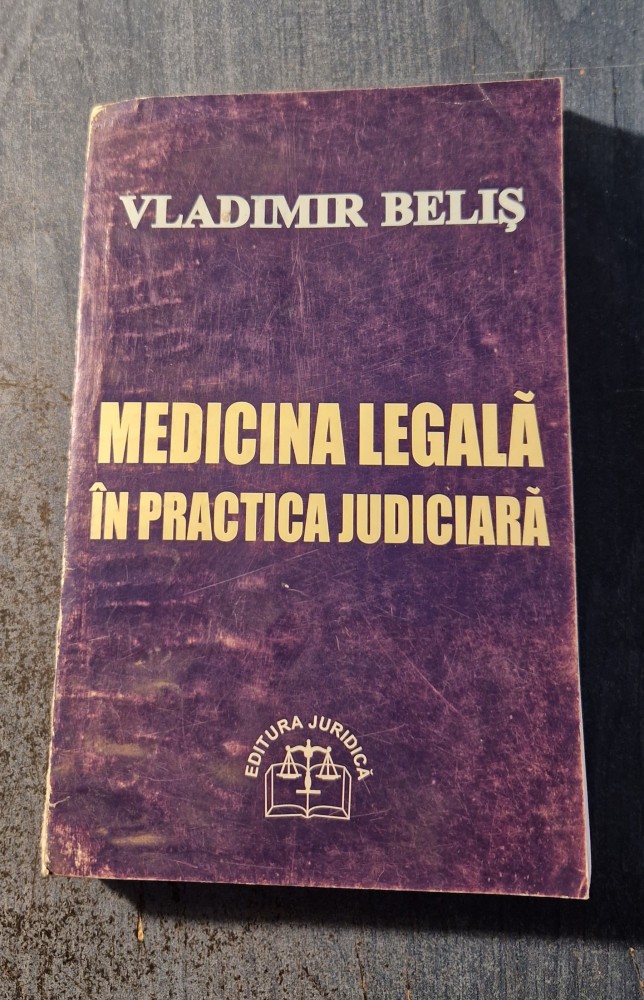 VLADIMIR BELIŞ
MEDICINA LEGALĂ
ÎN PRACTICA JUDICIARĂ
EDITURA JURIDICĂ